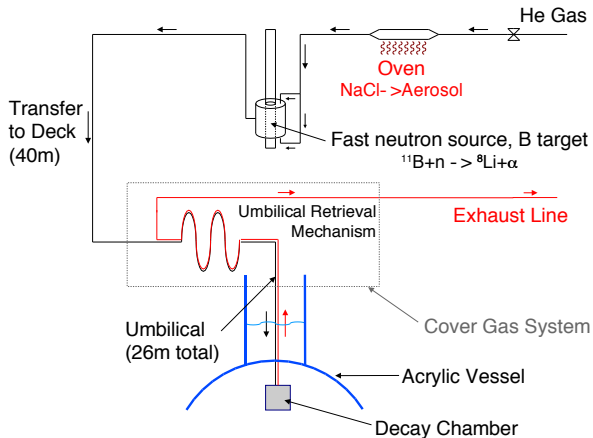 He Gas
Oven
NaCl- >Aerosol
Transfer
to Deck
(40m)
Fast neutron source, B target
¹¹B+n - > ⁸Li+α
Umbilical Retrieval
Mechanism
Exhaust Line
Umbilical
(26m total)
Cover Gas System
Acrylic Vessel
Decay Chamber